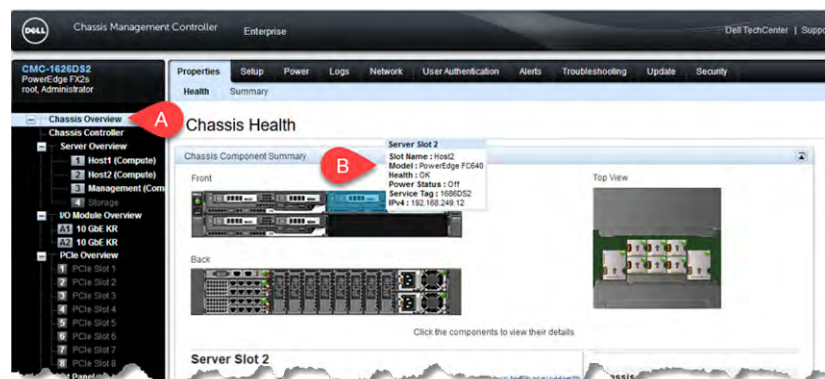 DELL
Chassis Management Controller
Enterprise
Dell TechCenter | Suppo
CMC-1626DS2
PowerEdge FX2s
root, Administrator
Properties Setup Power Logs Network User Authentication Alerts Troubleshooting Update Security
Health Summary
Chassis Overview
A
Chassis Controller
Server Overview
1 Host1 (Compute)
2 Host2 (Compute)
3 Management (Com
4 Storage
I/O Module Overview
A1 10 GbE KR
A2 10 GbE KR
PCIe Overview
1 PCIe Slot 1
2 PCIe Slot 2
3 PCIe Slot 3
4 PCIe Slot 4
5 PCIe Slot 5
6 PCIe Slot 6
7 PCIe Slot 7
8 PCIe Slot 8
Chassis Health
Chassis Component Summary
B
Server Slot 2
Slot Name : Host2
Model : PowerEdge FC640
Health : OK
Power Status : Off
Service Tag : 1686DS2
IPv4 : 192.168.249.12
Front
Top View
Back
Click the components to view their details
Server Slot 2